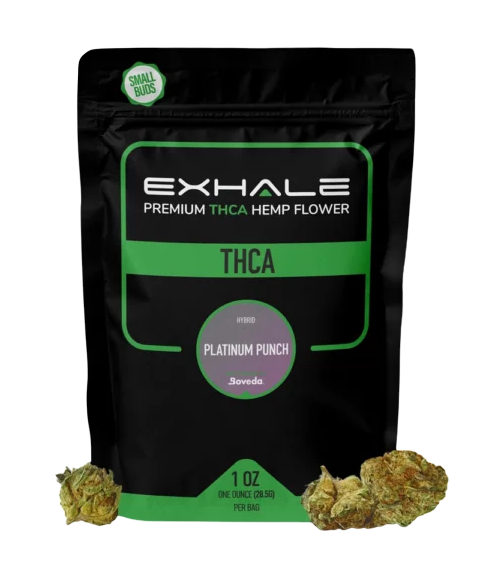 SMALL
BUDS
EXHALE
PREMIUM THCA HEMP FLOWER
THCA
HYBRID
PLATINUM PUNCH
Boveda
1 OZ
ONE OUNCE (28.5G)
PER BAG